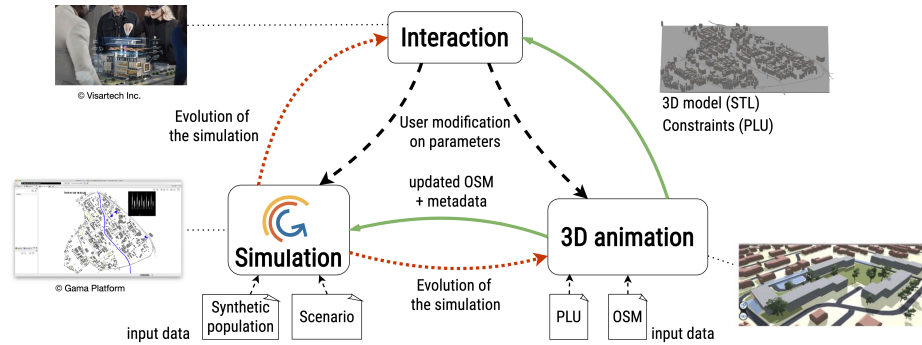 Interaction
© Visartech Inc.
3D model (STL)
Constraints (PLU)
Evolution of
the simulation
User modification
on parameters
updated OSM
+ metadata
Simulation
3D animation
© Gama Platform
Evolution of
the simulation
Synthetic
population
Scenario
PLU
OSM
input data
input data